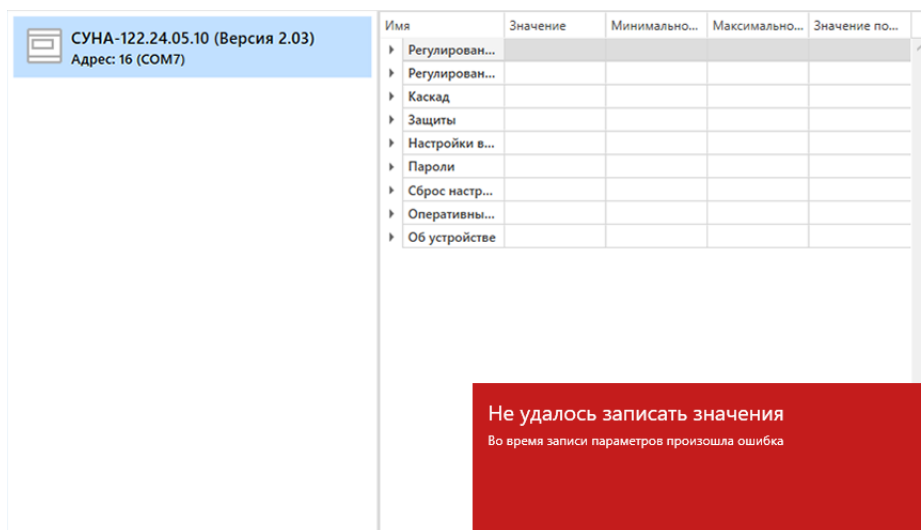 СУНА-122.24.05.10 (Версия 2.03)
Адрес: 16 (COM7)
Имя Значение Минимально... Максимально... Значение по...
Регулирован...
Регулирован...
Каскад
Защиты
Настройки в...
Пароли
Сброс настр...
Оперативны...
Об устройстве
Не удалось записать значения
Во время записи параметров произошла ошибка